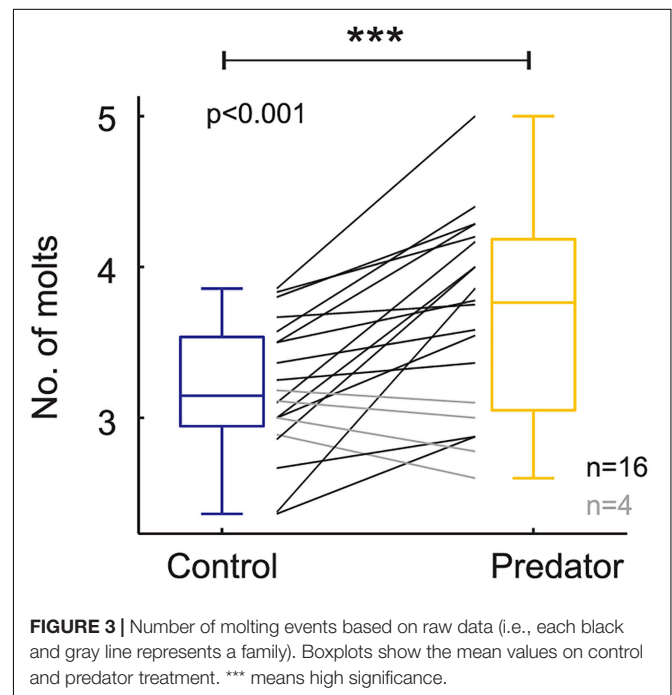 ***
p<0.001
5
4
3
No. of molts
n=16
n=4
Control Predator
FIGURE 3 | Number of molting events based on raw data (i.e., each black
and gray line represents a family). Boxplots show the mean values on control
and predator treatment. *** means high significance.